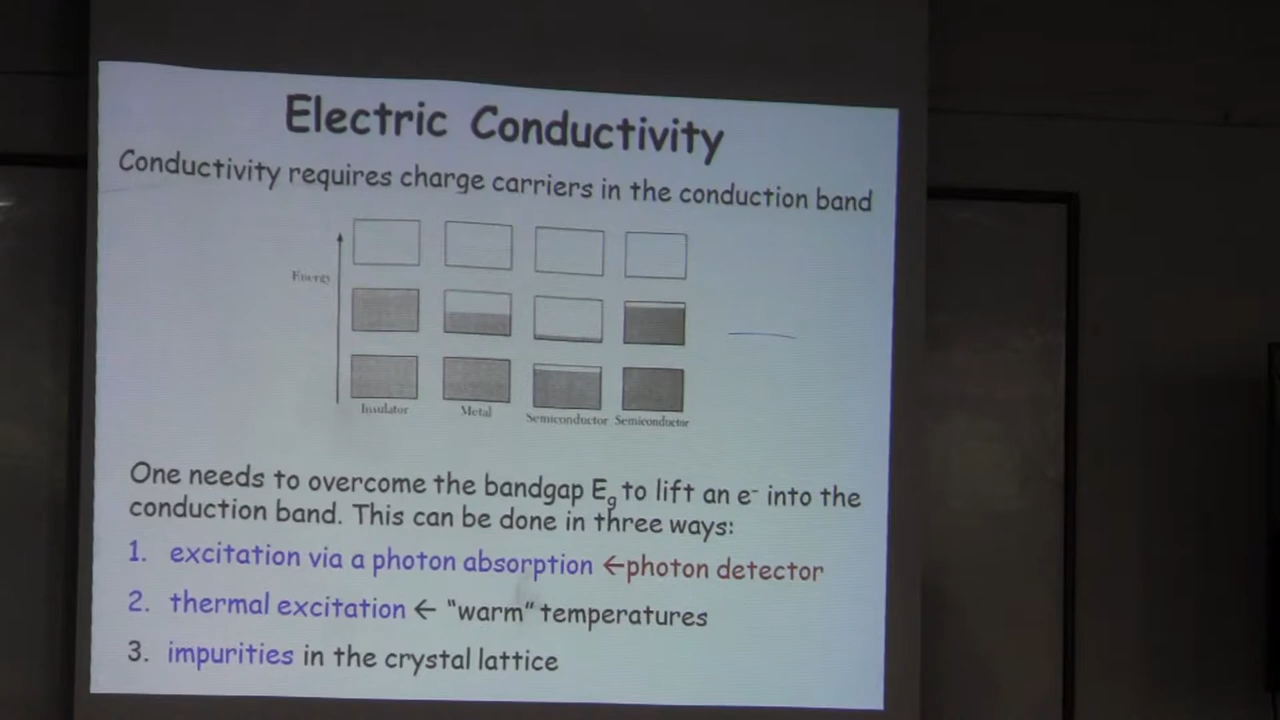 Electric Conductivity
Conductivity requires charge carriers in the conduction band
Energy
Insulator Metal Semiconductor Semiconductor
One needs to overcome the bandgap Eg to lift an e⁻ into the
conduction band. This can be done in three ways:
1. excitation via a photon absorption ←photon detector
2. thermal excitation ← “warm” temperatures
3. impurities in the crystal lattice